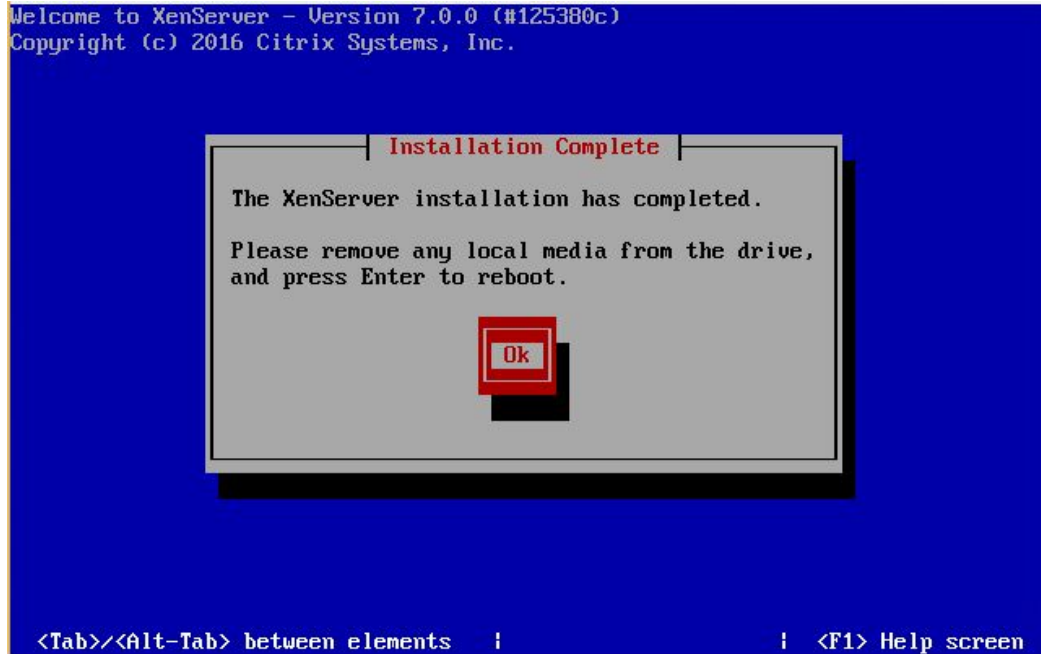 Welcome to XenServer - Version 7.0.0 (#125380c)
Copyright (c) 2016 Citrix Systems, Inc.
Installation Complete
The XenServer installation has completed.
Please remove any local media from the drive,
and press Enter to reboot.
Ok
<Tab>/<Alt-Tab> between elements | | <F1> Help screen